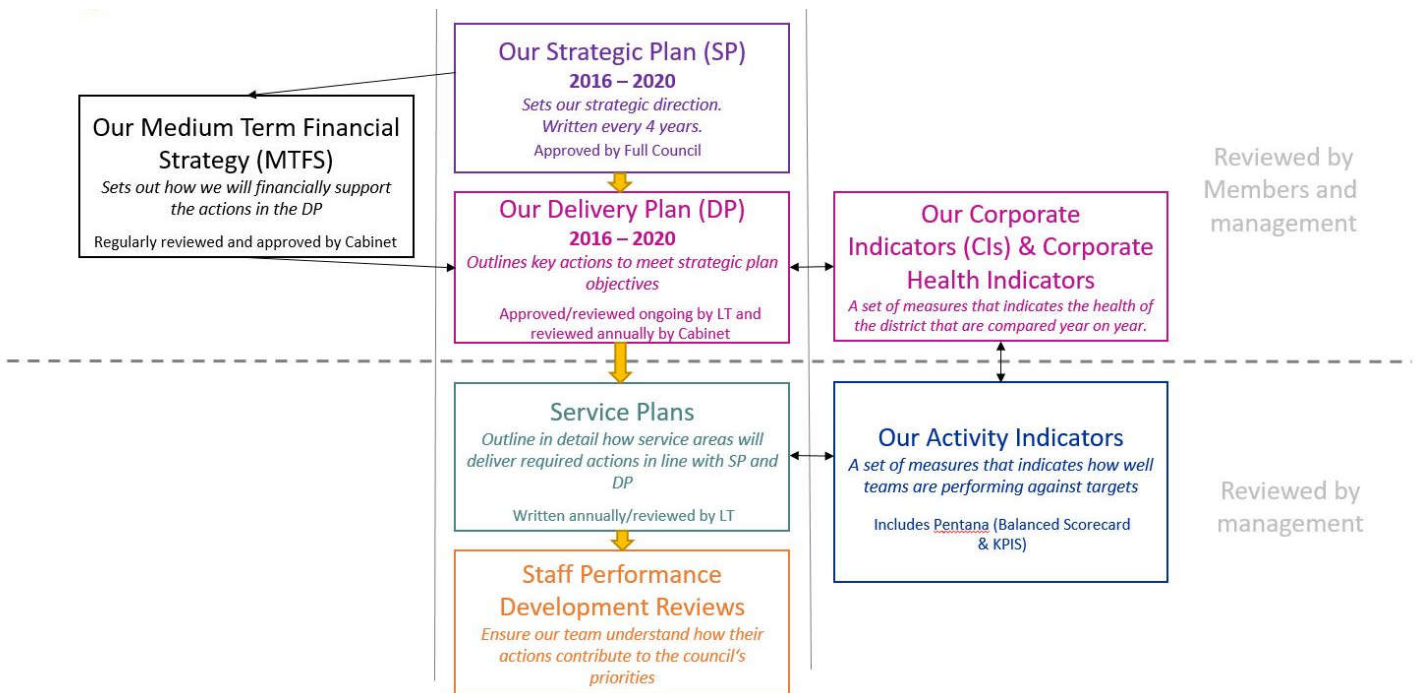 Our Strategic Plan (SP)
2016 – 2020
Sets our strategic direction.
Written every 4 years.
Approved by Full Council
Our Medium Term Financial
Strategy (MTFS)
Sets out how we will financially support
the actions in the DP
Regularly reviewed and approved by Cabinet
Our Delivery Plan (DP)
2016 – 2020
Outlines key actions to meet strategic plan
objectives
Approved/reviewed ongoing by LT and
reviewed annually by Cabinet
Our Corporate
Indicators (CIs) & Corporate
Health Indicators
A set of measures that indicates the health of
the district that are compared year on year.
Reviewed by
Members and
management
Service Plans
Outline in detail how service areas will
deliver required actions in line with SP and
DP
Written annually/reviewed by LT
Our Activity Indicators
A set of measures that indicates how well
teams are performing against targets
Includes Pentana (Balanced Scorecard
& KPIS)
Reviewed by
management
Staff Performance
Development Reviews
Ensure our team understand how their
actions contribute to the council's
priorities